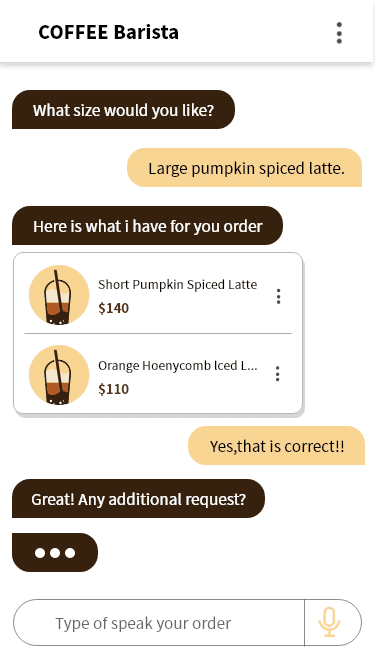 COFFEE Barista
What size would you like?
Large pumpkin spiced latte.
Here is what i have for you order
Short Pumpkin Spiced Latte
$140
Orange Hoenycomb Iced L...
$110
Yes,that is correct!!
Great! Any additional request?
Type of speak your order